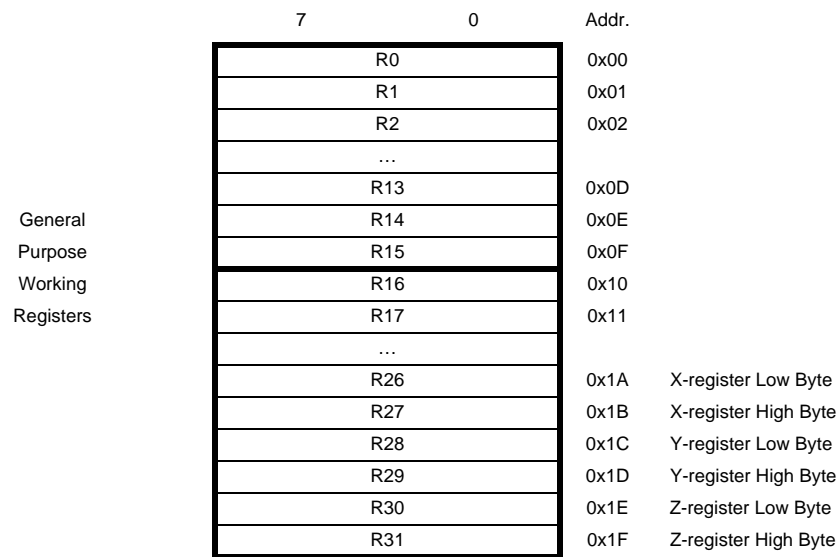 7 0 Addr.
R0 0x00
R1 0x01
R2 0x02
…
R13 0x0D
General R14 0x0E
Purpose R15 0x0F
Working R16 0x10
Registers R17 0x11
…
R26 0x1A X-register Low Byte
R27 0x1B X-register High Byte
R28 0x1C Y-register Low Byte
R29 0x1D Y-register High Byte
R30 0x1E Z-register Low Byte
R31 0x1F Z-register High Byte